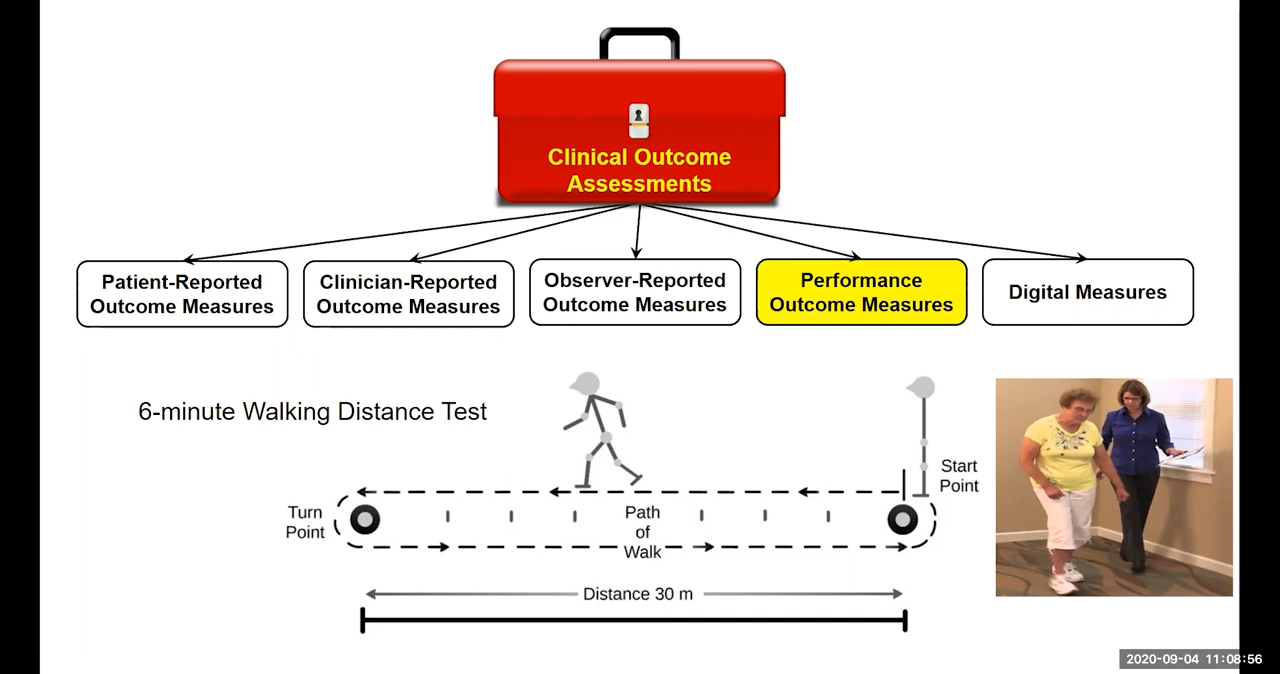 Clinical Outcome
Assessments
Patient-Reported
Outcome Measures
Clinician-Reported
Outcome Measures
Observer-Reported
Outcome Measures
Performance
Outcome Measures
Digital Measures
6-minute Walking Distance Test
Start
Point
Turn
Point
Path
of
Walk
Distance 30 m
2020-09-04 11:08:56